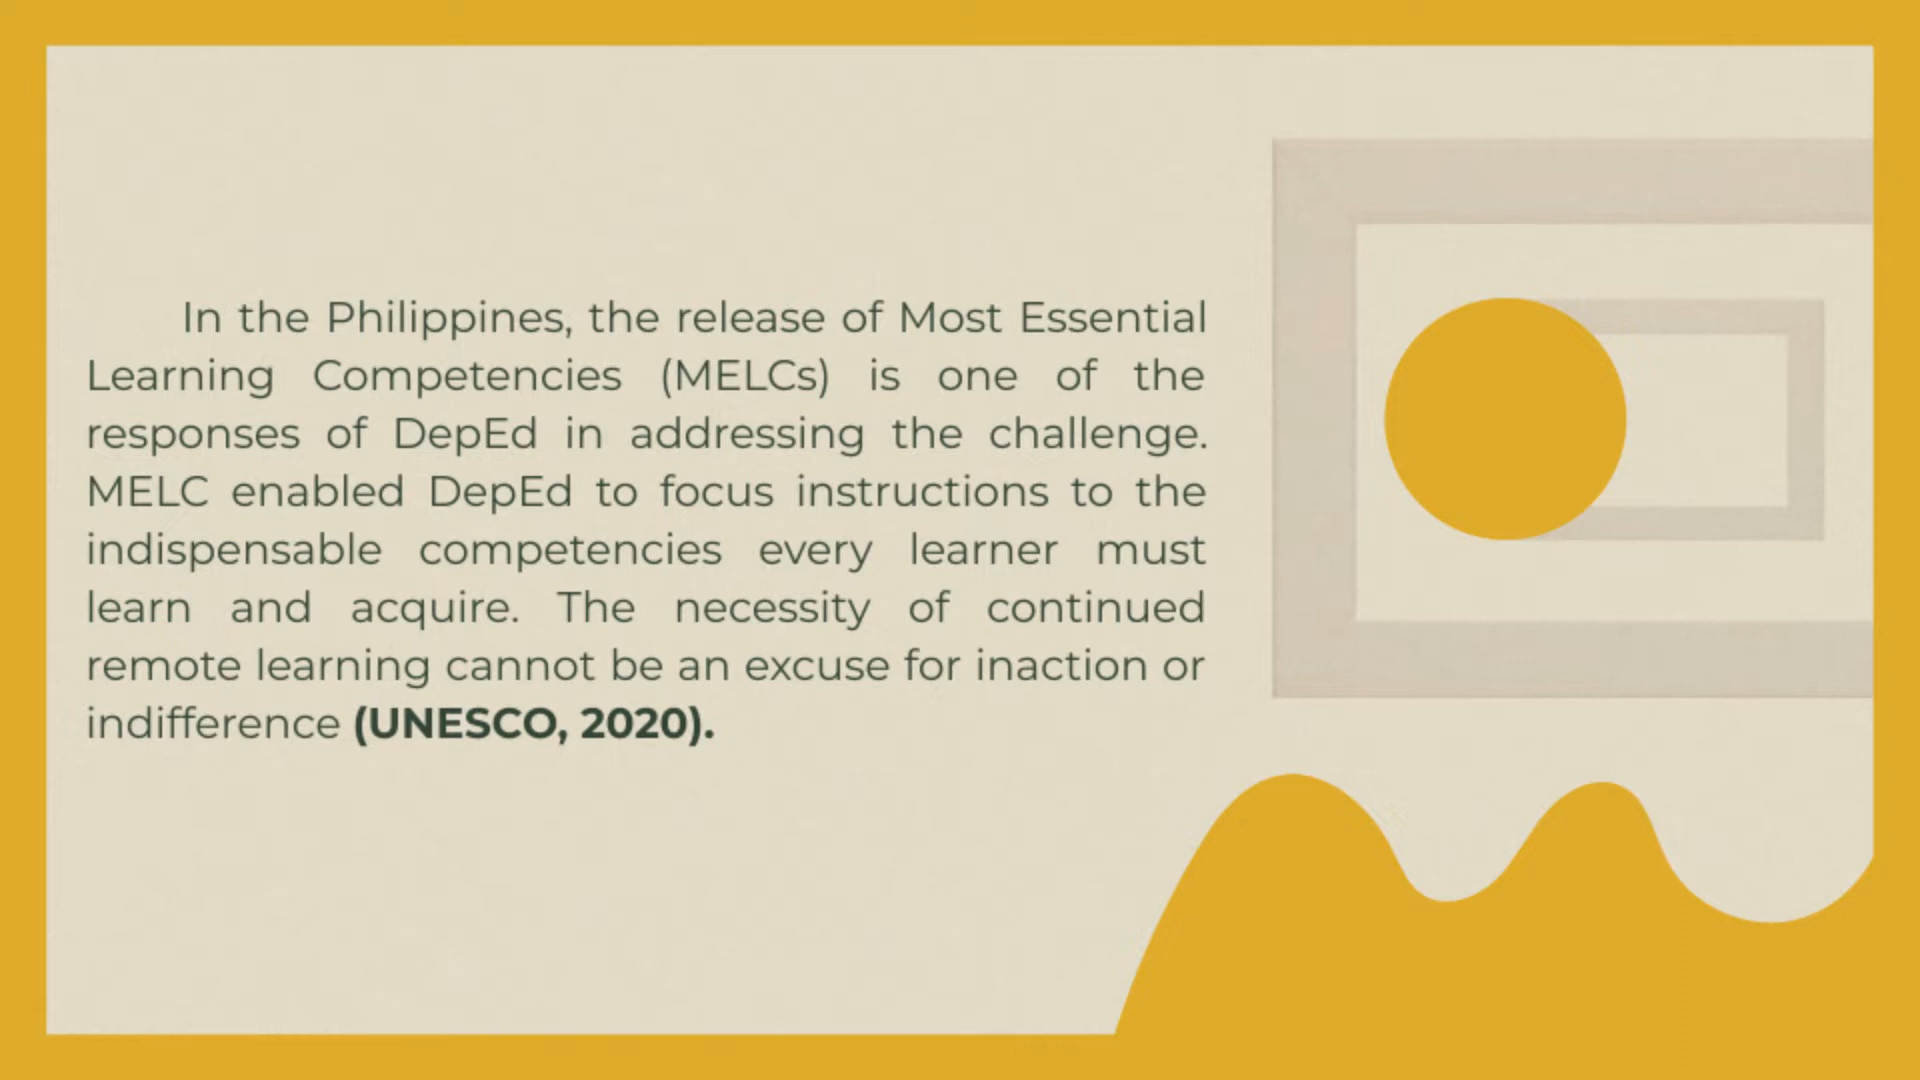 In the Philippines, the release of Most Essential
Learning Competencies (MELCs) is one of the
responses of DepEd in addressing the challenge.
MELC enabled DepEd to focus instructions to the
indispensable competencies every learner must
learn and acquire. The necessity of continued
remote learning cannot be an excuse for inaction or
indifference (UNESCO, 2020).